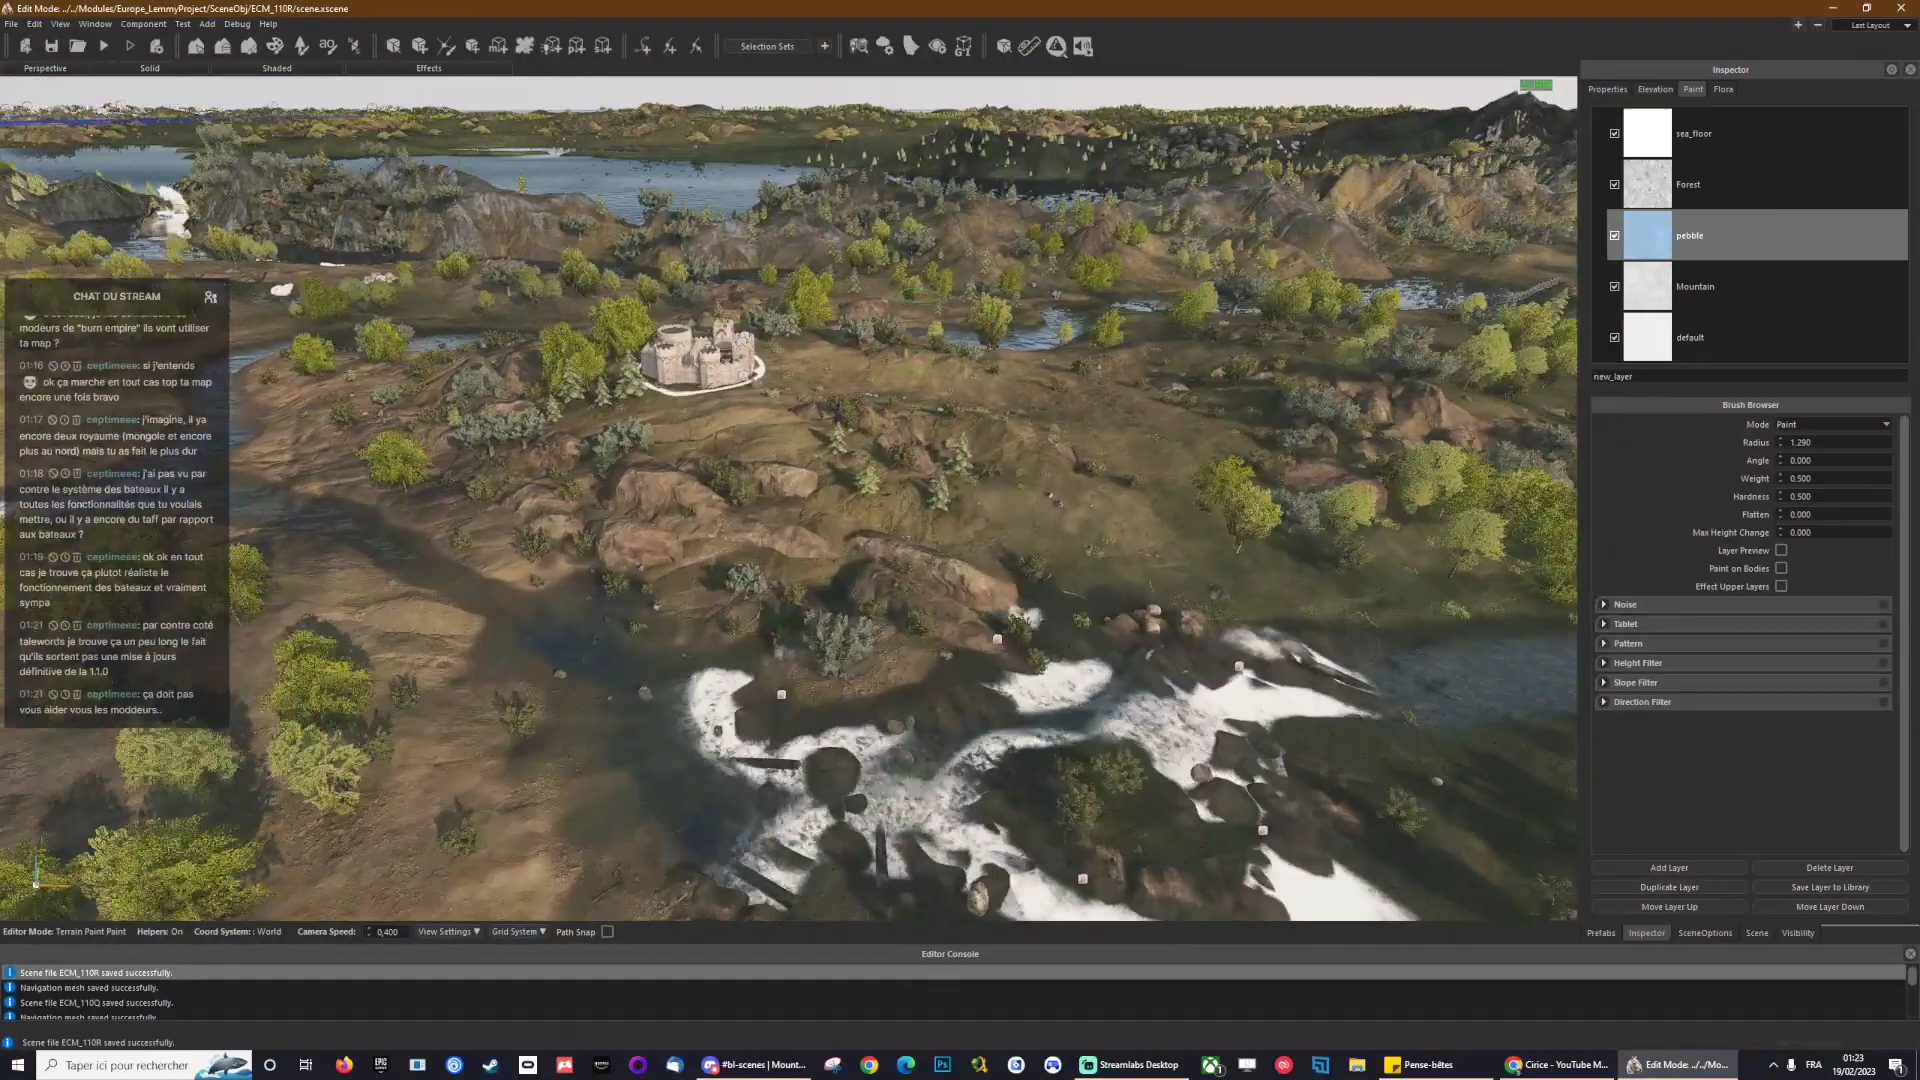 Edit Mode: ../../Modules/Europe_LemmyProject/SceneObj/ECM_110R/scene.xscene
File Edit View Window Component Test Add Debug Help
Last Layout
Selection Sets
Perspective Solid Shaded Effects
CHAT DU STREAM
modeurs de "burn empire" ils vont utiliser
ta map ?
01:16 ceptimeee: si j'entends
ok ça marche en tout cas top ta map
encore une fois bravo
01:17 ceptimeee: j'imagine, il ya
encore deux royaume (mongole et encore
plus au nord) mais tu as fait le plus dur
01:18 ceptimeee: j'ai pas vu par
contre le système des bateaux il y a
toutes les fonctionnalités que tu voulais
mettre, ou il y a encore du taff par rapport
aux bateaux ?
01:19 ceptimeee: ok ok en tout
cas je trouve ça plutot réaliste le
fonctionnement des bateaux et vraiment
sympa
01:21 ceptimeee: par contre coté
talewords je trouve ça un peu long le fait
qu'ils sortent pas une mise à jours
définitive de la 1.1.0
01:21 ceptimeee: ça doit pas
vous aider vous les moddeurs..
Inspector
Properties Elevation Paint Flora
sea_floor
Forest
pebble
Mountain
default
new_layer
Brush Browser
Mode Paint
Radius 1.290
Angle 0.000
Weight 0.500
Hardness 0.500
Flatten 0.000
Max Height Change 0.000
Layer Preview
Paint on Bodies
Effect Upper Layers
Noise
Tablet
Pattern
Height Filter
Slope Filter
Direction Filter
Add Layer Delete Layer
Duplicate Layer Save Layer to Library
Move Layer Up Move Layer Down
Prefabs Inspector SceneOptions Scene Visibility
Editor Mode: Terrain Paint Paint Helpers: On Coord System: : World Camera Speed: 0,400 View Settings Grid System Path Snap
Editor Console
Scene file ECM_110R saved successfully.
Navigation mesh saved successfully.
Scene file ECM_110Q saved successfully.
Navigation mesh saved successfully.
Scene file ECM_110R saved successfully.
Taper ici pour rechercher
#bl-scenes | Mount...
Streamlabs Desktop
Pense-bêtes
Cirice - YouTube M...
Edit Mode: ../../Mo...
FRA
01:23
19/02/2023